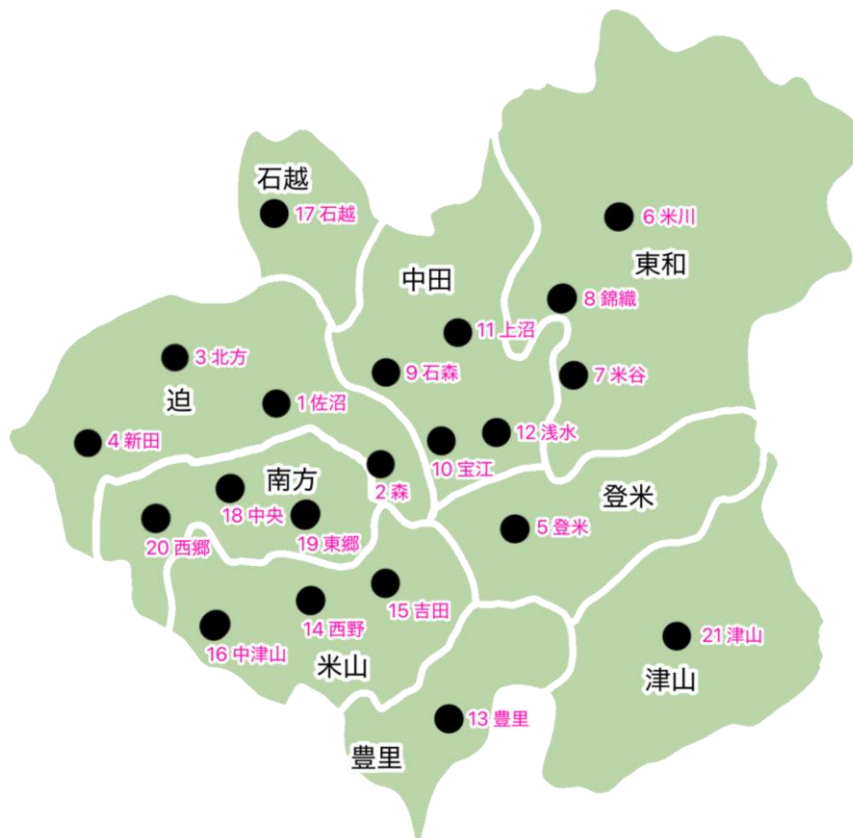 石越
17 石越
6 米川
東和
中田
8 錦織
11 上沼
3 北方
9 石森
7 米谷
迫
1 佐沼
4 新田
12 浅水
10 宝江
2 森
南方
登米
18 中央
5 登米
19 東郷
20 西郷
15 吉田
14 西野
16 中津山
米山
21 津山
津山
13 豊里
豊里